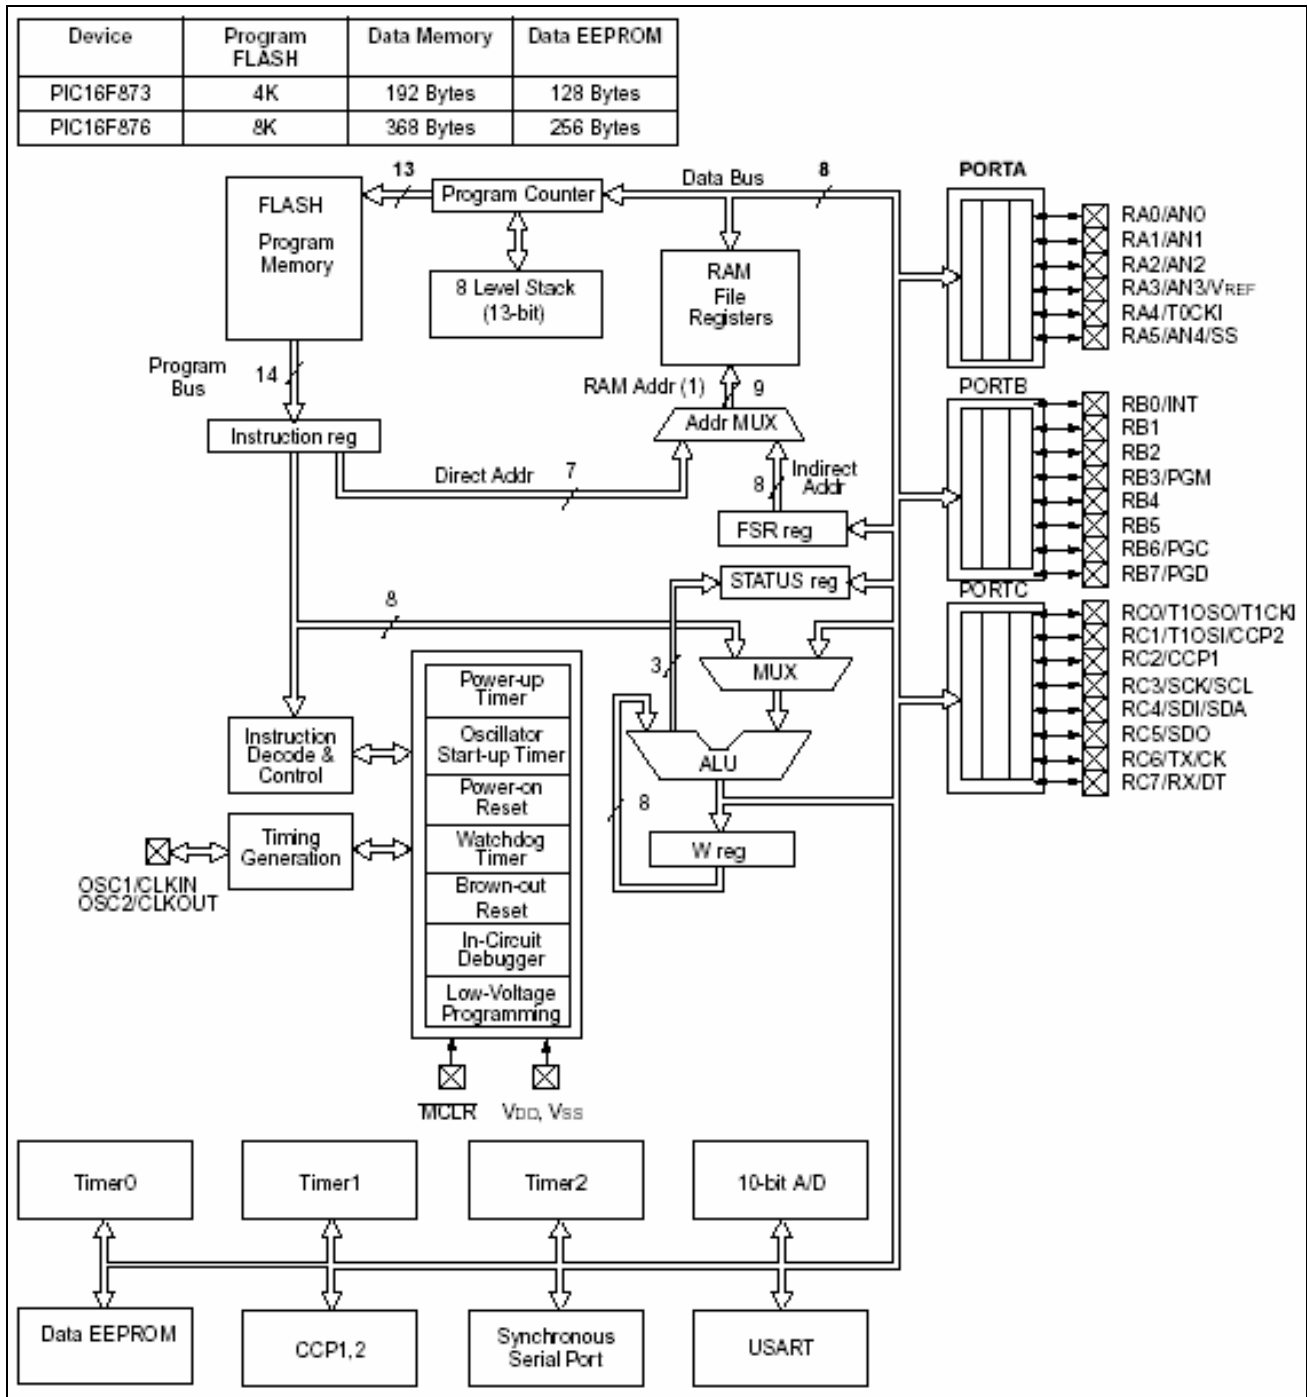 Device Program FLASH Data Memory Data EEPROM
PIC16F873 4K 192 Bytes 128 Bytes
PIC16F876 8K 368 Bytes 256 Bytes
FLASH
Program
Memory
13
Program Counter
Data Bus
8
8 Level Stack
(13-bit)
RAM
File
Registers
Program
Bus
14
RAM Addr (1)
9
Addr MUX
Instruction reg
Direct Addr
7
8
Indirect
Addr
FSR reg
STATUS reg
8
3
MUX
ALU
8
W reg
Instruction
Decode &
Control
Timing
Generation
OSC1/CLKIN
OSC2/CLKOUT
Power-up
Timer
Oscillator
Start-up Timer
Power-on
Reset
Watchdog
Timer
Brown-out
Reset
In-Circuit
Debugger
Low-Voltage
Programming
MCLR
VDD, VSS
PORTA
RA0/AN0
RA1/AN1
RA2/AN2
RA3/AN3/VREF
RA4/T0CKI
RA5/AN4/SS
PORTB
RB0/INT
RB1
RB2
RB3/PGM
RB4
RB5
RB6/PGC
RB7/PGD
PORTC
RC0/T1OSO/T1CKI
RC1/T1OSI/CCP2
RC2/CCP1
RC3/SCK/SCL
RC4/SDI/SDA
RC5/SDO
RC6/TX/CK
RC7/RX/DT
Timer0
Timer1
Timer2
10-bit A/D
Data EEPROM
CCP1,2
Synchronous
Serial Port
USART